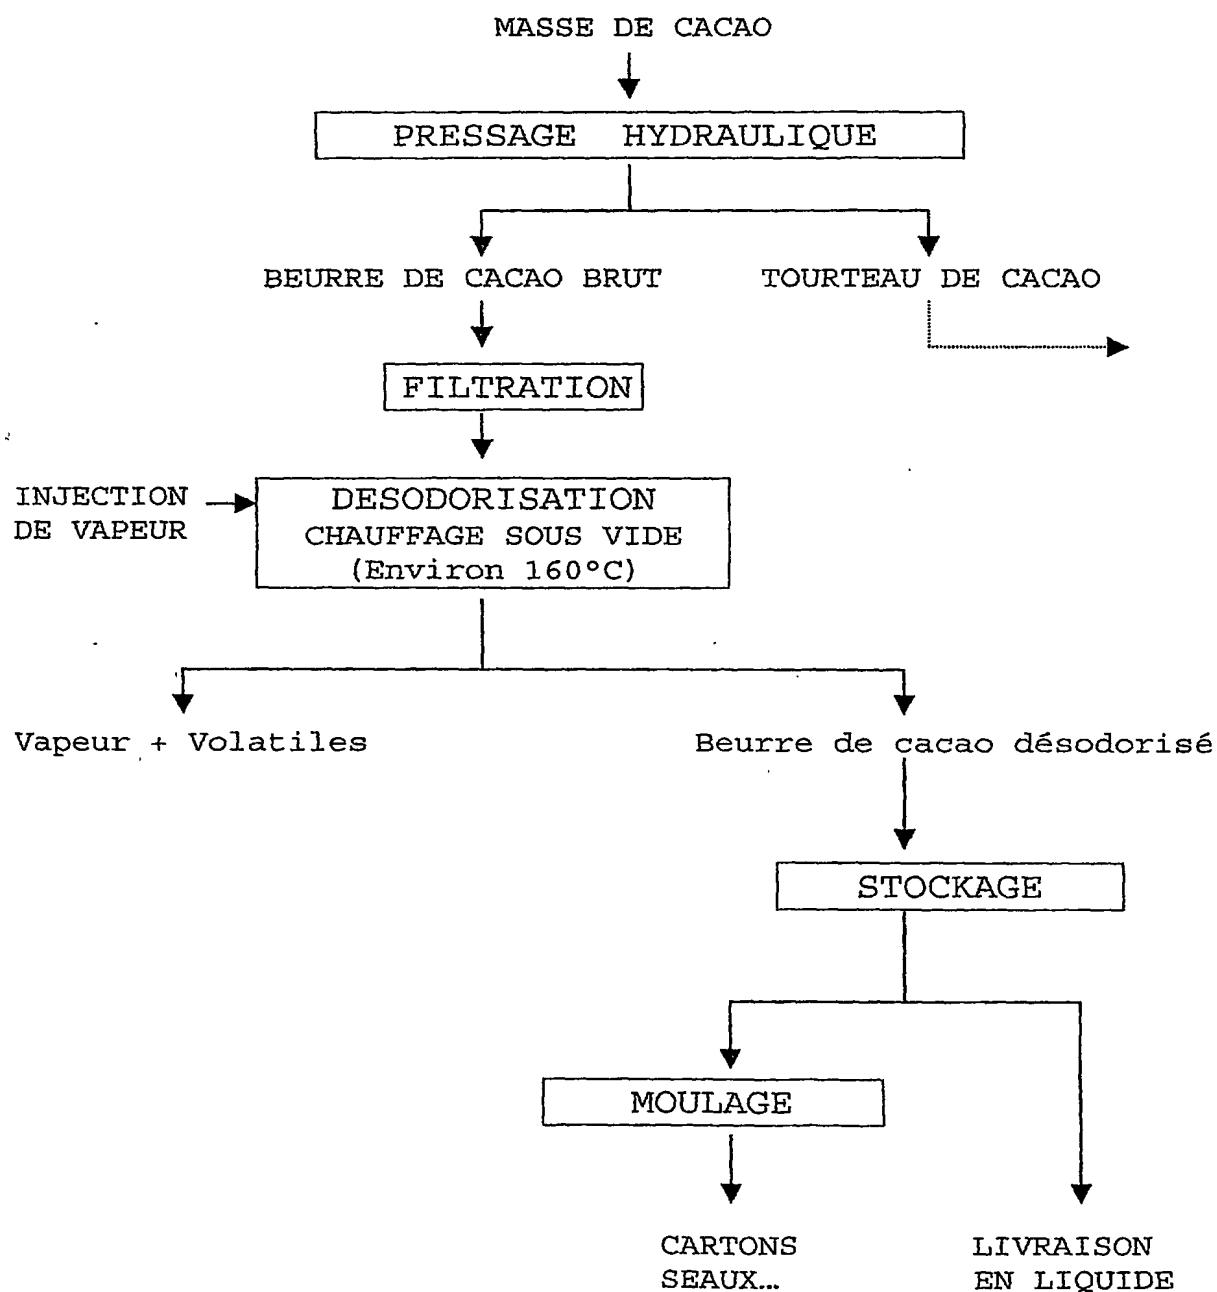 MASSE DE CACAO
PRESSAGE HYDRAULIQUE
BEURRE DE CACAO BRUT
TOURTEAU DE CACAO
FILTRATION
INJECTION
DE VAPEUR
DESODORISATION
CHAUFFAGE SOUS VIDE
(Environ 160°C)
Vapeur + Volatiles
Beurre de cacao désodorisé
STOCKAGE
MOULAGE
CARTONS
SEAUX…
LIVRAISON
EN LIQUIDE